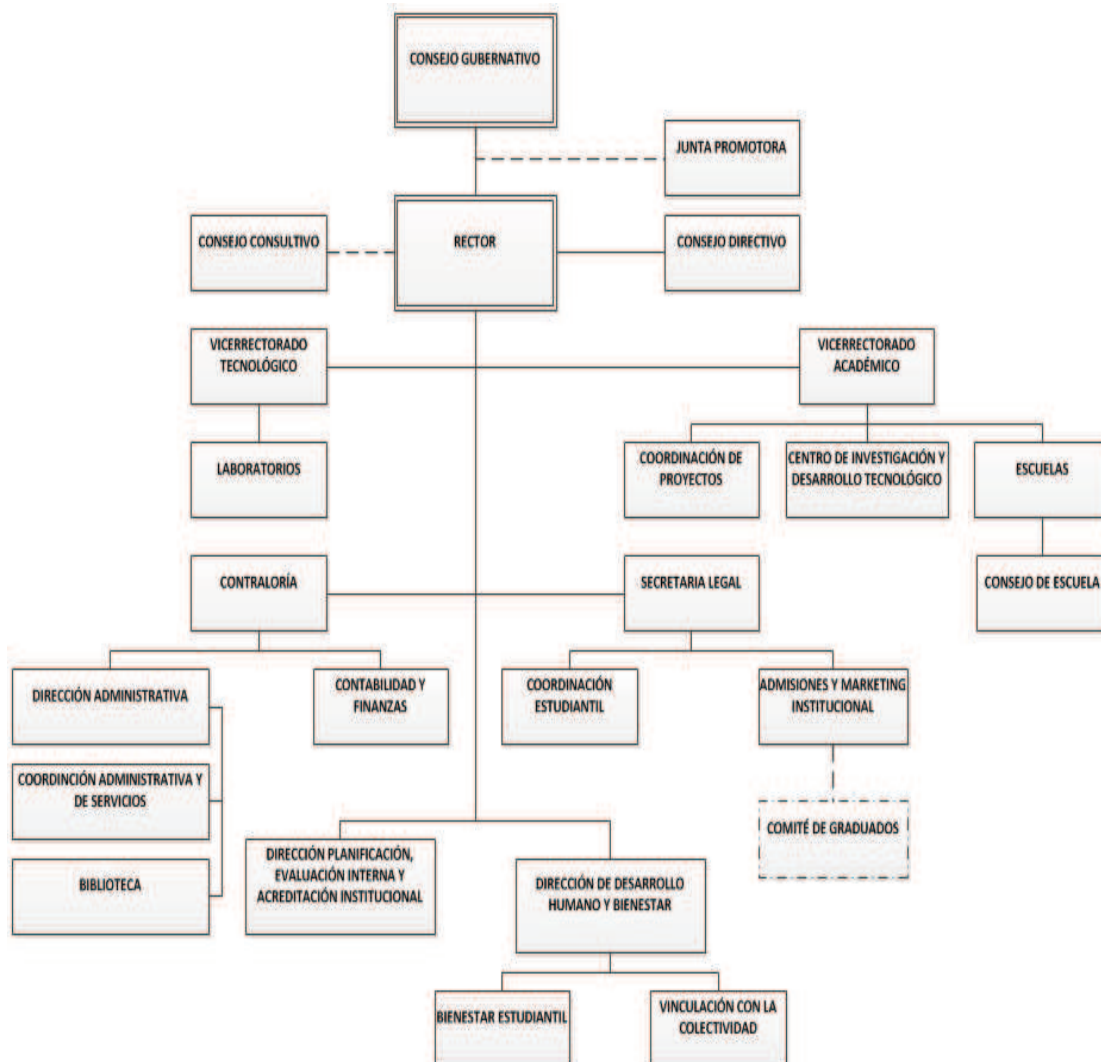 CONSEJO GUBERNATIVO
JUNTA PROMOTORA
CONSEJO CONSULTIVO
RECTOR
CONSEJO DIRECTIVO
VICERRECTORADO
TECNOLÓGICO
VICERRECTORADO
ACADÉMICO
LABORATORIOS
COORDINACIÓN DE
PROYECTOS
CENTRO DE INVESTIGACIÓN Y
DESARROLLO TECNOLÓGICO
ESCUELAS
CONTRALORÍA
SECRETARIA LEGAL
CONSEJO DE ESCUELA
DIRECCIÓN ADMINISTRATIVA
CONTABILIDAD Y
FINANZAS
COORDINACIÓN
ESTUDIANTIL
ADMISIONES Y MARKETING
INSTITUCIONAL
COORDINCIÓN ADMINISTRATIVA Y
DE SERVICIOS
COMITÉ DE GRADUADOS
BIBLIOTECA
DIRECCIÓN PLANIFICACIÓN,
EVALUACIÓN INTERNA Y
ACREDITACIÓN INSTITUCIONAL
DIRECCIÓN DE DESARROLLO
HUMANO Y BIENESTAR
BIENESTAR ESTUDIANTIL
VINCULACIÓN CON LA
COLECTIVIDAD